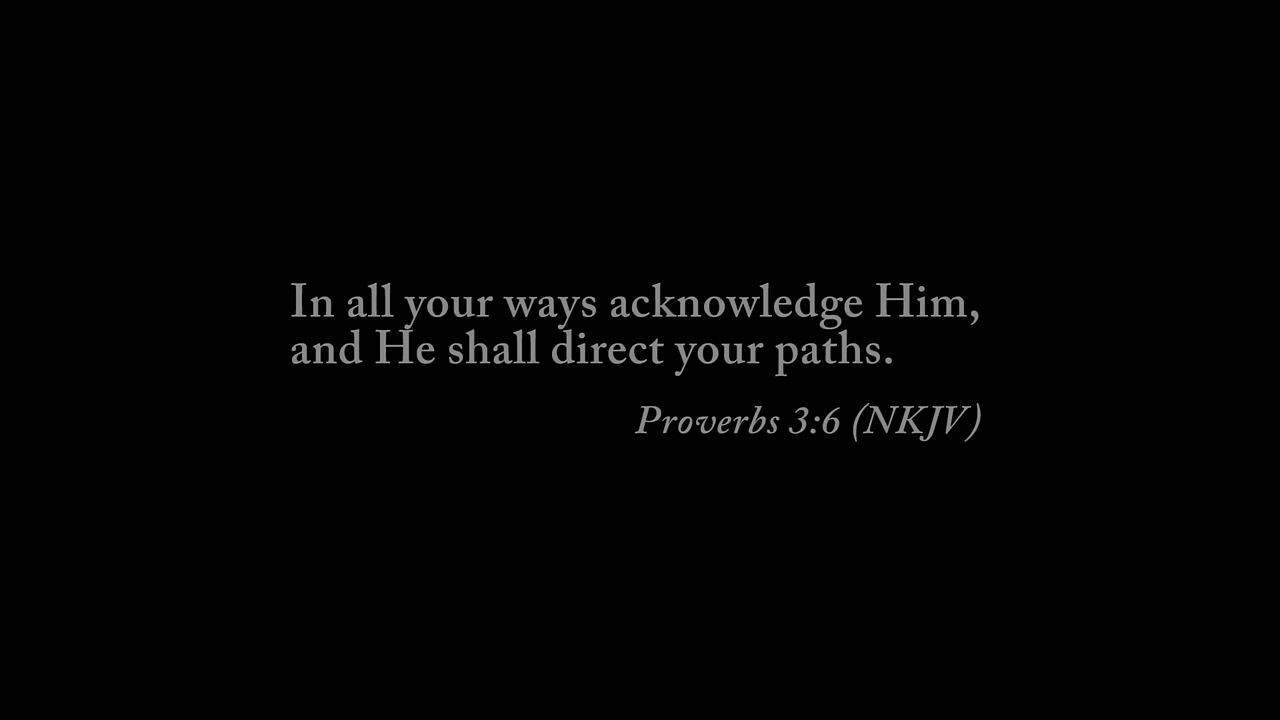 In all your ways acknowledge Him,
and He shall direct your paths.
Proverbs 3:6 (NKJV)